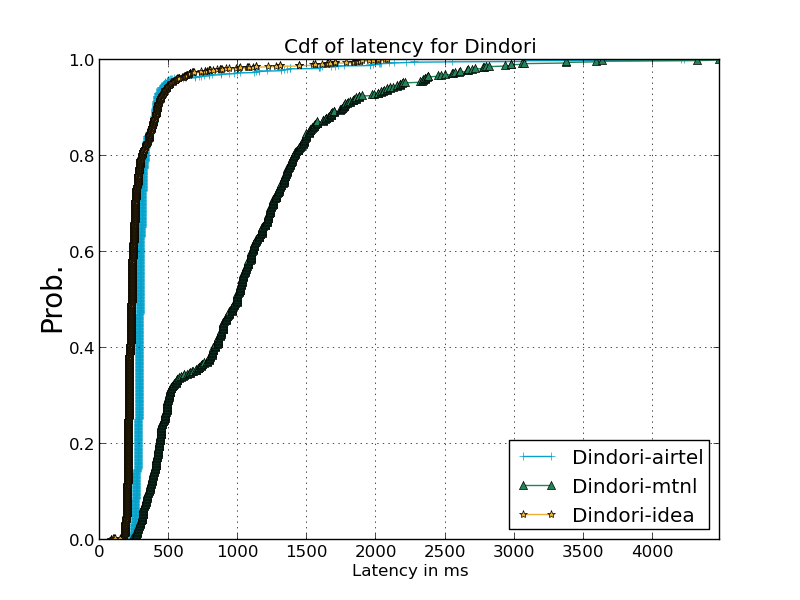 Cdf of latency for Dindori
1.0
0.8
0.6
0.4
0.2
0.0
Prob.
0 500 1000 1500 2000 2500 3000 3500 4000
Latency in ms
Dindori-airtel
Dindori-mtnl
Dindori-idea